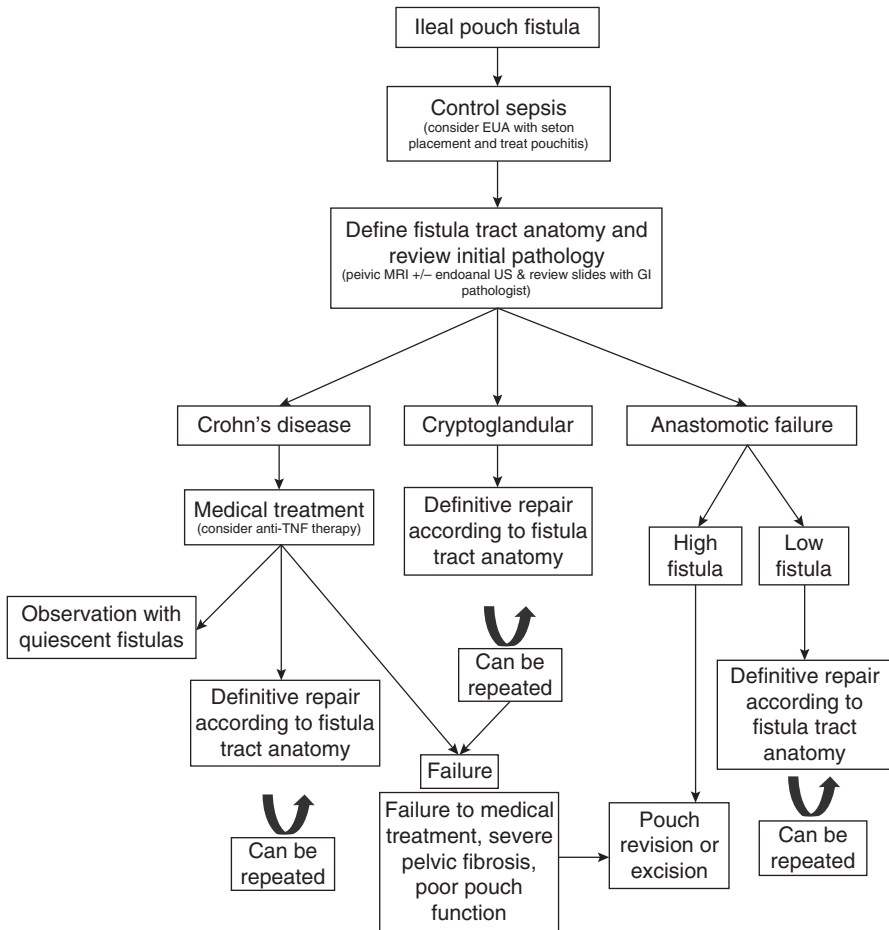 Ileal pouch fistula
Control sepsis
(consider EUA with seton
placement and treat pouchitis)
Define fistula tract anatomy and
review initial pathology
(peivic MRI +/– endoanal US & review slides with GI
pathologist)
Crohn's disease
Cryptoglandular
Anastomotic failure
Medical treatment
(consider anti-TNF therapy)
Definitive repair
according to fistula
tract anatomy
High
fistula
Low
fistula
Observation with
quiescent fistulas
Can be
repeated
Definitive repair
according to fistula
tract anatomy
Definitive repair
according to
fistula tract
anatomy
Failure
Failure to medical
treatment, severe
pelvic fibrosis,
poor pouch
function
Pouch
revision or
excision
Can be
repeated
Can be
repeated